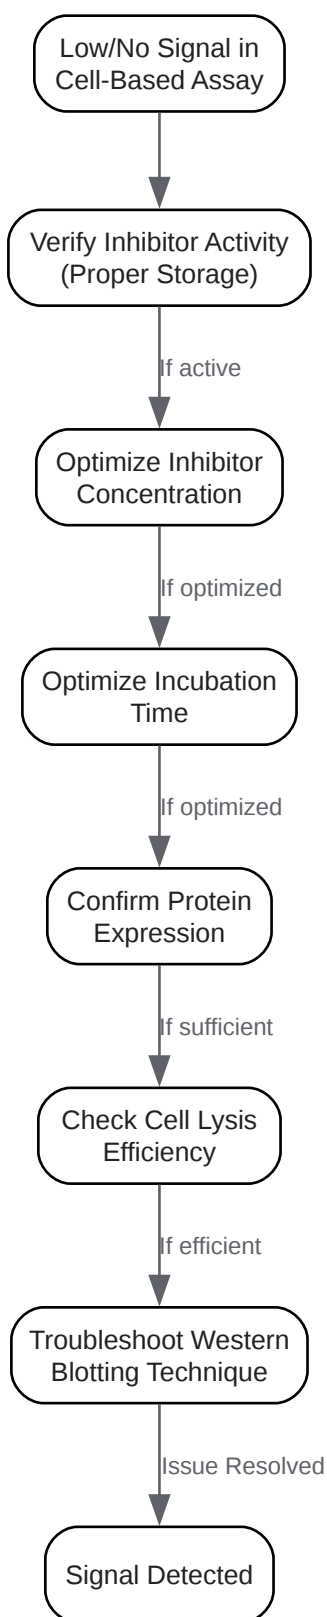 Low/No Signal in
Cell-Based Assay
Verify Inhibitor Activity
(Proper Storage)
If active
Optimize Inhibitor
Concentration
If optimized
Optimize Incubation
Time
If optimized
Confirm Protein
Expression
If sufficient
Check Cell Lysis
Efficiency
If efficient
Troubleshoot Western
Blotting Technique
Issue Resolved
Signal Detected